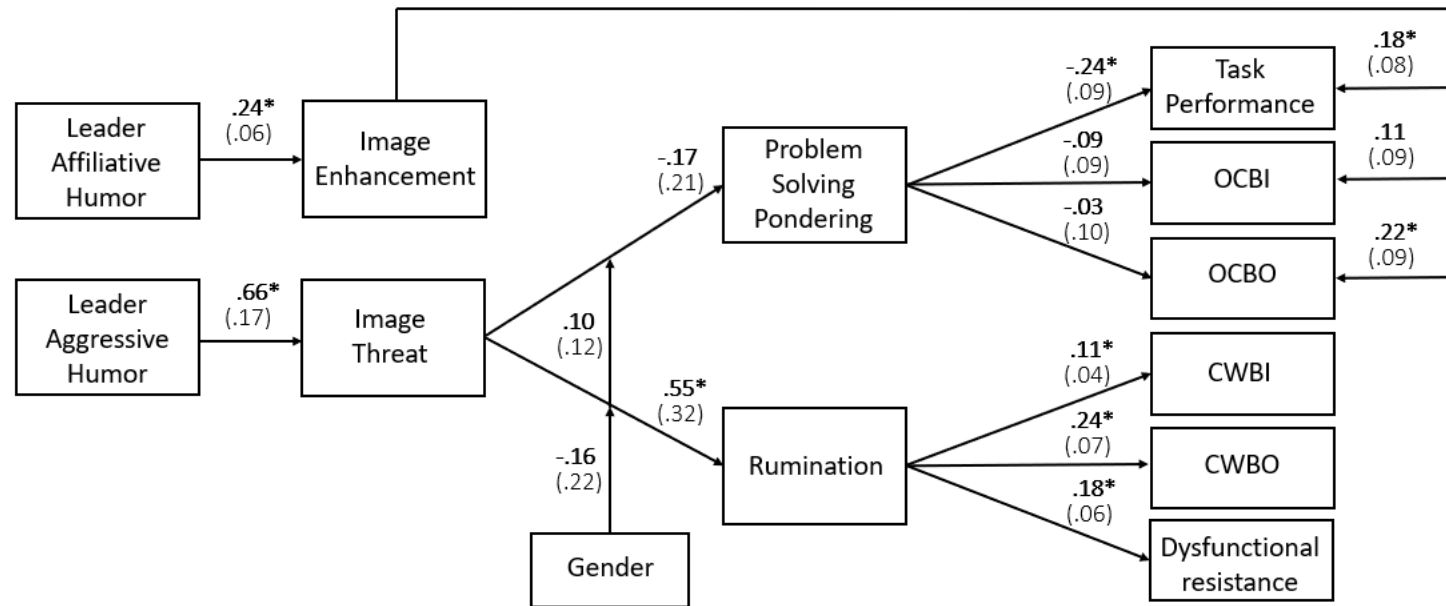 .24*
(.06)
Leader
Affiliative
Humor
Image
Enhancement
-.17
(.21)
Problem
Solving
Pondering
-.24*
(.09)
-.09
(.09)
-.03
(.10)
Task
Performance
OCBI
OCBO
.18*
(.08)
.11
(.09)
.22*
(.09)
Leader
Aggressive
Humor
.66*
(.17)
Image
Threat
.10
(.12)
.55*
(.32)
-.16
(.22)
Gender
Rumination
.11*
(.04)
.24*
(.07)
.18*
(.06)
CWBI
CWBO
Dysfunctional
resistance